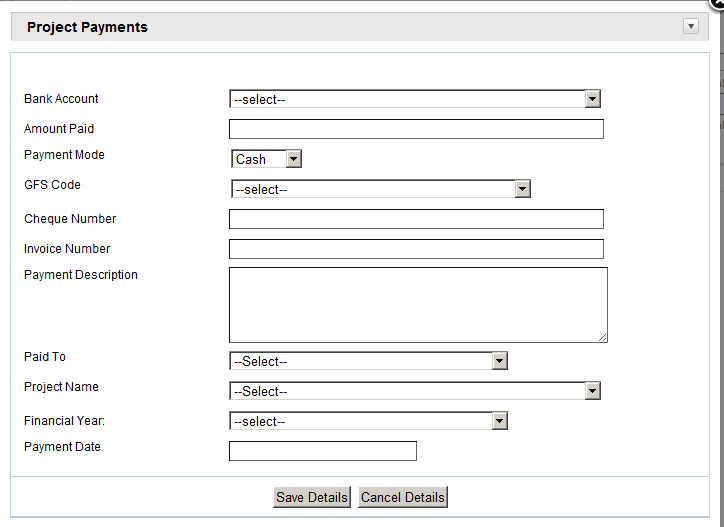 Project Payments
Bank Account --select--
Amount Paid
Payment Mode Cash
GFS Code --select--
Cheque Number
Invoice Number
Payment Description
Paid To --Select--
Project Name --Select--
Financial Year: --select--
Payment Date
Save Details Cancel Details